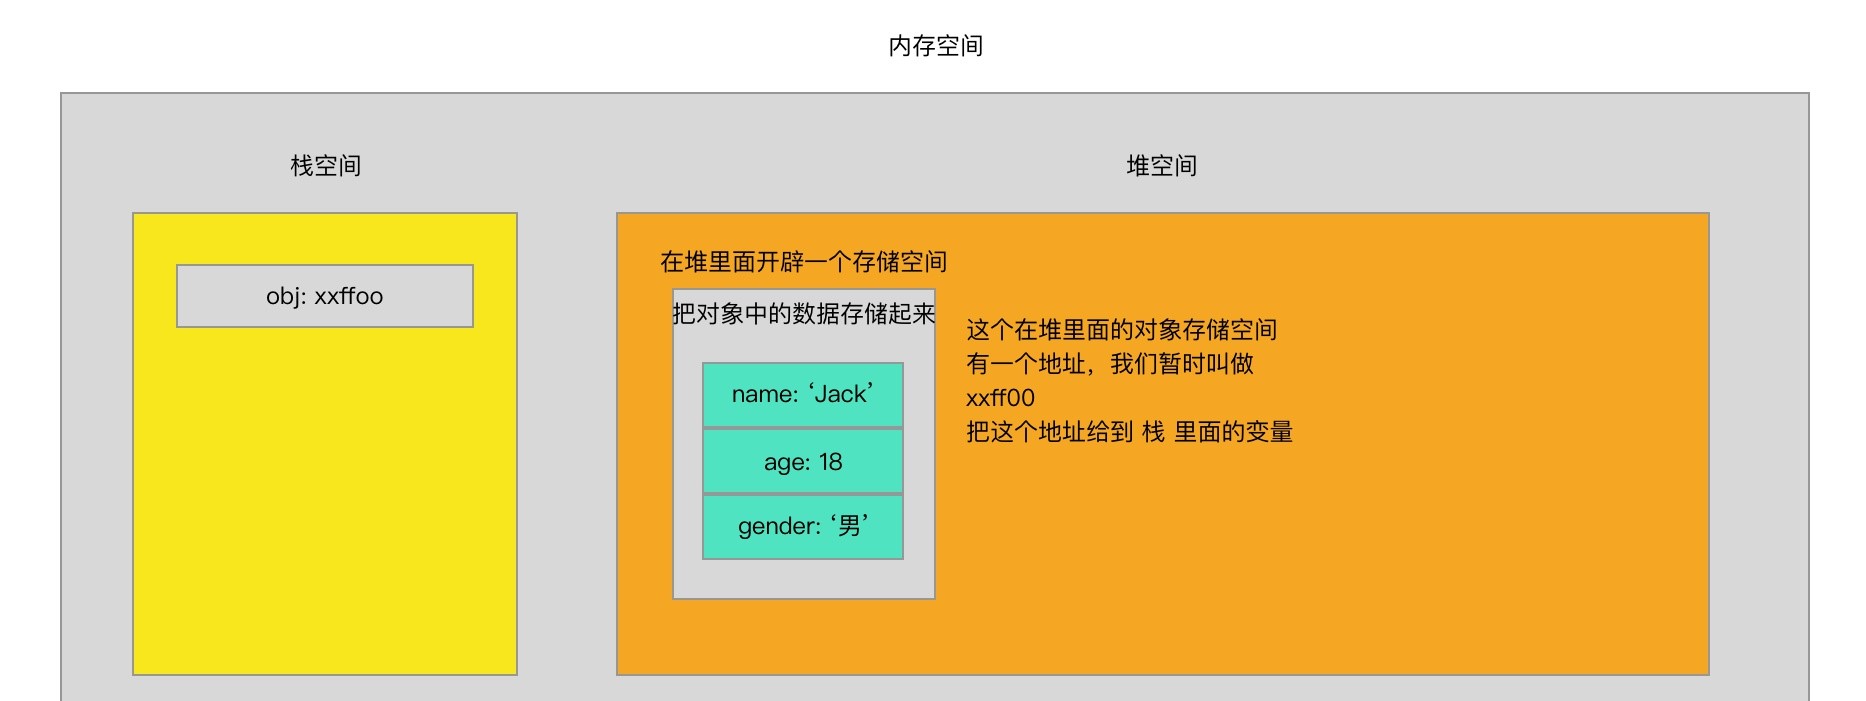 内存空间
栈空间
堆空间
obj: xxffoo
在堆里面开辟一个存储空间
把对象中的数据存储起来
name: ‘Jack’
age: 18
gender: ‘男’
这个在堆里面的对象存储空间
有一个地址，我们暂时叫做
xxff00
把这个地址给到 栈 里面的变量